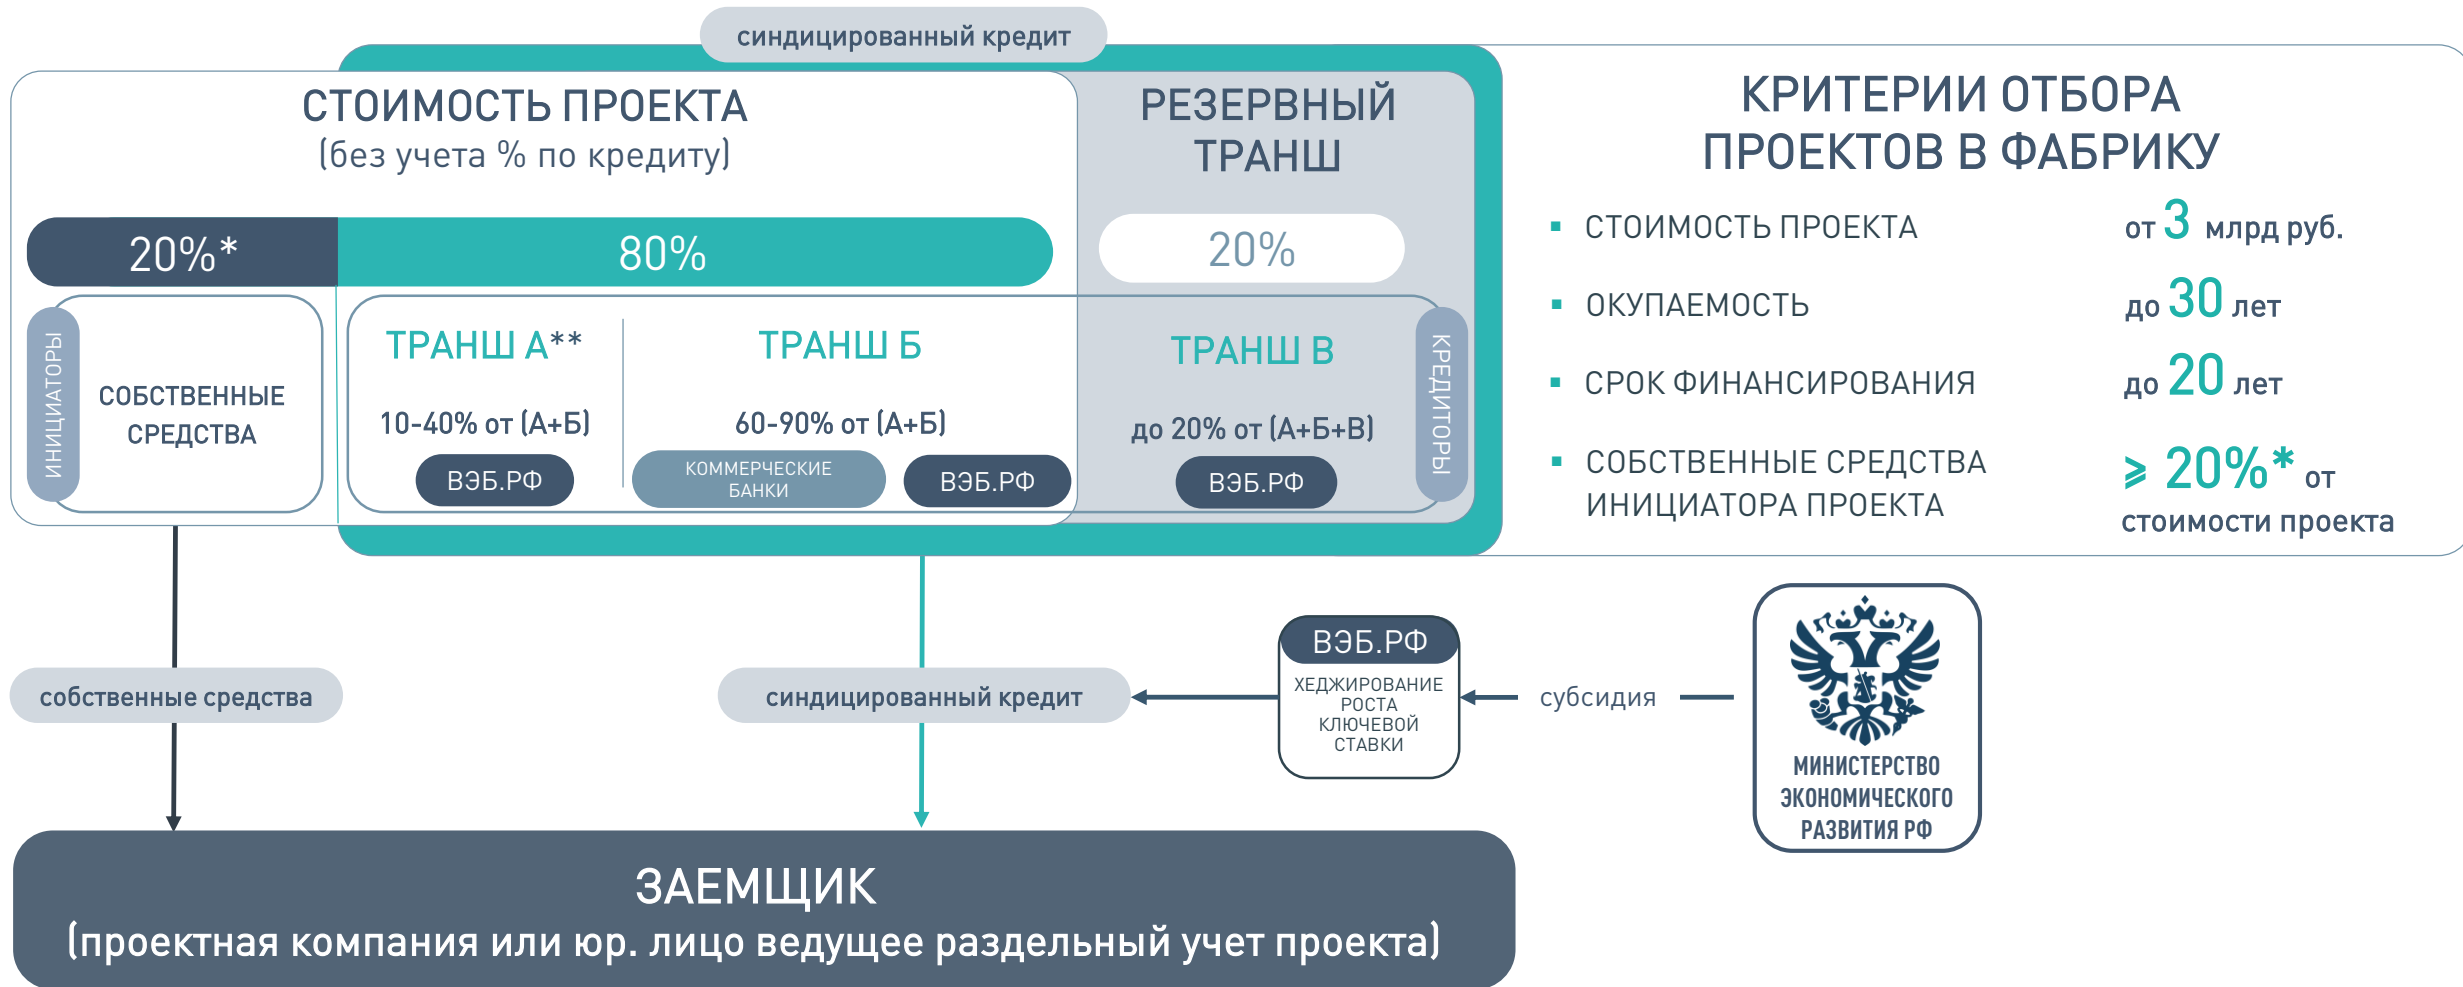 синдицированный кредит
СТОИМОСТЬ ПРОЕКТА
(без учета % по кредиту)
РЕЗЕРВНЫЙ
ТРАНШ
20%*
80%
20%
ИНИЦИАТОРЫ
СОБСТВЕННЫЕ
СРЕДСТВА
ТРАНШ А**
10-40% от (А+Б)
ВЭБ.РФ
ТРАНШ Б
60-90% от (А+Б)
КОММЕРЧЕСКИЕ
БАНКИ
ВЭБ.РФ
ТРАНШ В
до 20% от (А+Б+В)
ВЭБ.РФ
КРЕДИТОРЫ
КРИТЕРИИ ОТБОРА
ПРОЕКТОВ В ФАБРИКУ
▪ СТОИМОСТЬ ПРОЕКТА от 3 млрд руб.
▪ ОКУПАЕМОСТЬ до 30 лет
▪ СРОК ФИНАНСИРОВАНИЯ до 20 лет
▪ СОБСТВЕННЫЕ СРЕДСТВА ⩾ 20%* от
ИНИЦИАТОРА ПРОЕКТА стоимости проекта
собственные средства
синдицированный кредит
ВЭБ.РФ
ХЕДЖИРОВАНИЕ
РОСТА
КЛЮЧЕВОЙ
СТАВКИ
субсидия
МИНИСТЕРСТВО
ЭКОНОМИЧЕСКОГО
РАЗВИТИЯ РФ
ЗАЕМЩИК
(проектная компания или юр. лицо ведущее раздельный учет проекта)